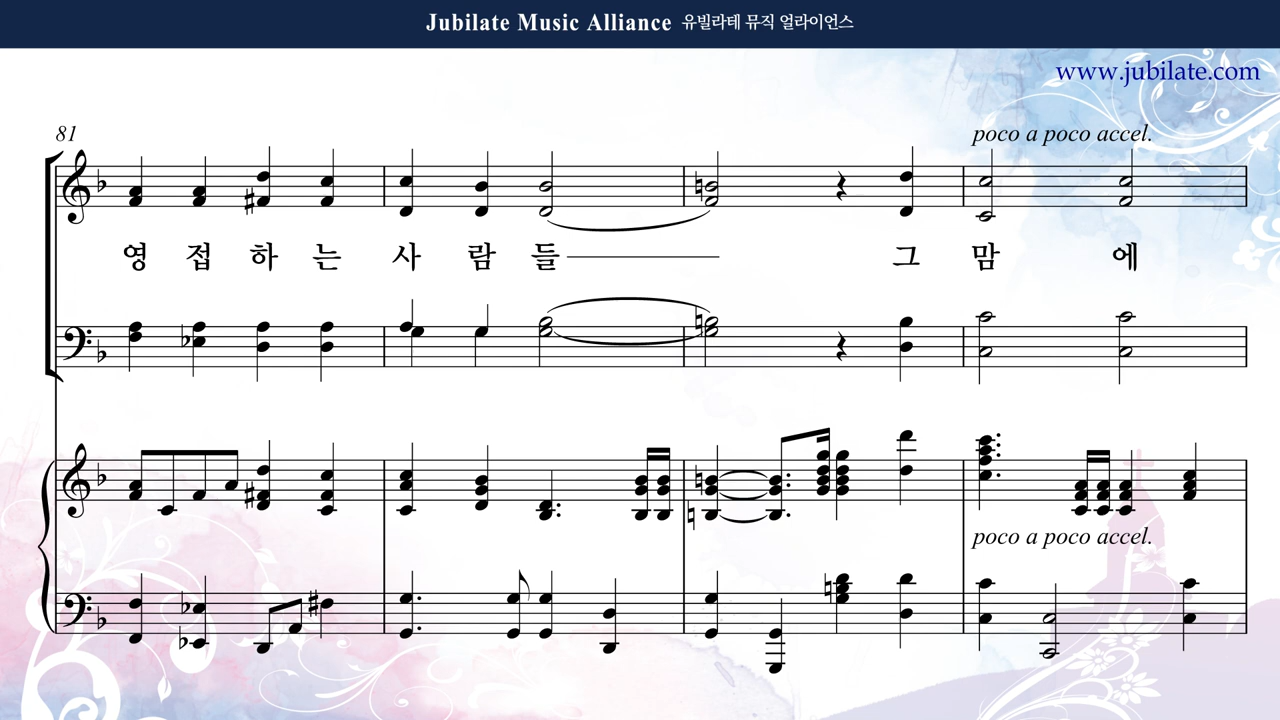 Jubilate Music Alliance 유빌라테 뮤직 얼라이언스
www.jubilate.com
81
poco a poco accel.
영 접 하 는 사 람 들 그 맘 에
poco a poco accel.